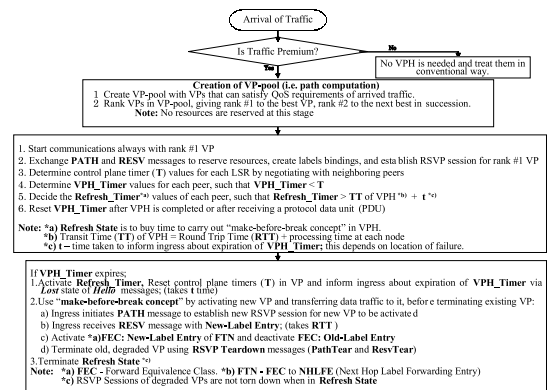 Arrival of Traffic
Is Traffic Premium?
No
Yes
No VPH is needed and treat them in
conventional way.
Creation of VP-pool (i.e. path computation)
1 Create VP-pool with VPs that can satisfy QoS requirements of arrived traffic.
2 Rank VPs in VP-pool, giving rank #1 to the best VP, rank #2 to the next best in succession.
Note: No resources are reserved at this stage
1. Start communications always with rank #1 VP
2. Exchange PATH and RESV messages to reserve resources, create labels bindings, and esta blish RSVP session for rank #1 VP
3. Determine control plane timer (T) values for each LSR by negotiating with neighboring peers
4. Determine VPH_Timer values for each peer, such that VPH_Timer < T
5. Decide the Refresh_Timer*a) values of each peer, such that Refresh_Timer > TT of VPH *b) + t *c)
6. Reset VPH_Timer after VPH is completed or after receiving a protocol data unit (PDU)
Note: *a) Refresh State is to buy time to carry out “make-before-break concept” in VPH.
*b) Transit Time (TT) of VPH = Round Trip Time (RTT) + processing time at each node
*c) t – time taken to inform ingress about expiration of VPH_Timer; this depends on location of failure.
If VPH_Timer expires;
1.Activate Refresh_Timer, Reset control plane timers (T) in VP and inform ingress about expiration of VPH_Timer via
Lost state of Hello messages; (takes t time)
2.Use “make-before-break concept” by activating new VP and transferring data traffic to it, befor e terminating existing VP:
a) Ingress initiates PATH message to establish new RSVP session for new VP to be activate d
b) Ingress receives RESV message with New-Label Entry; (takes RTT )
c) Activate *a)FEC: New-Label Entry of FTN and deactivate FEC: Old-Label Entry
d) Terminate old, degraded VP using RSVP Teardown messages (PathTear and ResvTear)
3.Terminate Refresh State *c)
Note: *a) FEC - Forward Equivalence Class. *b) FTN - FEC to NHLFE (Next Hop Label Forwarding Entry)
*c) RSVP Sessions of degraded VPs are not torn down when in Refresh State